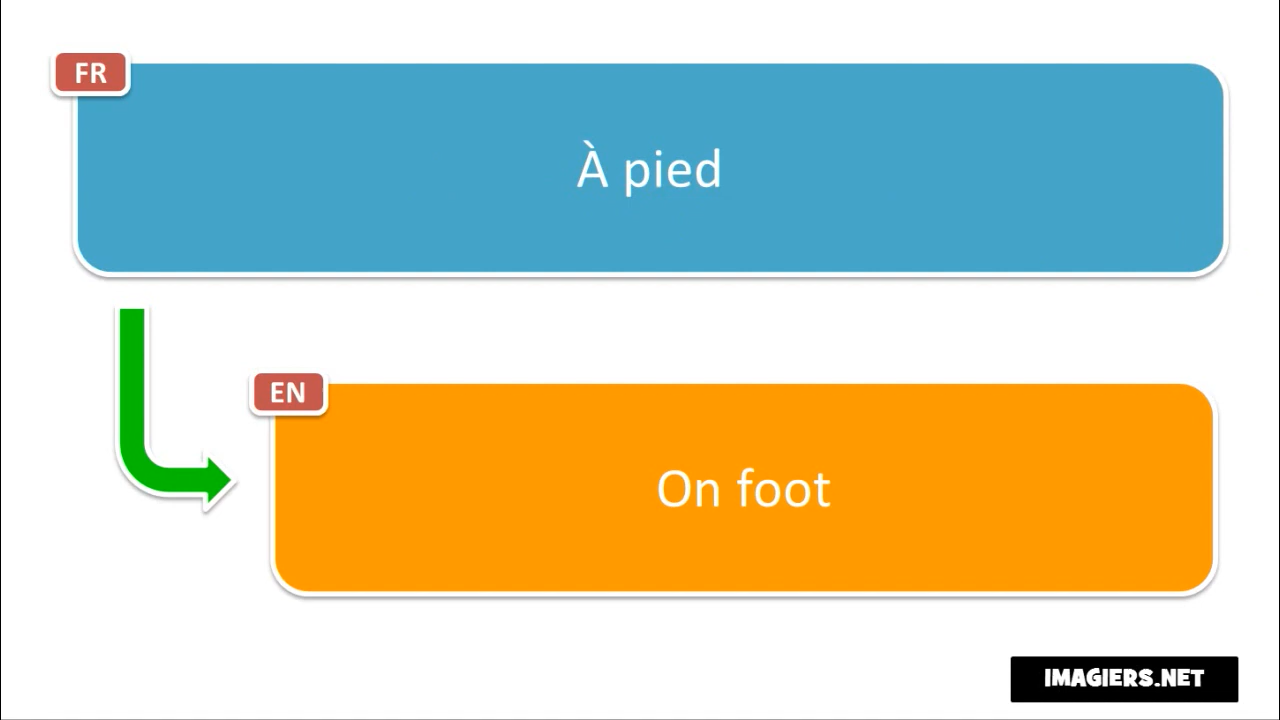 FR
À pied
EN
On foot
IMAGIERS.NET